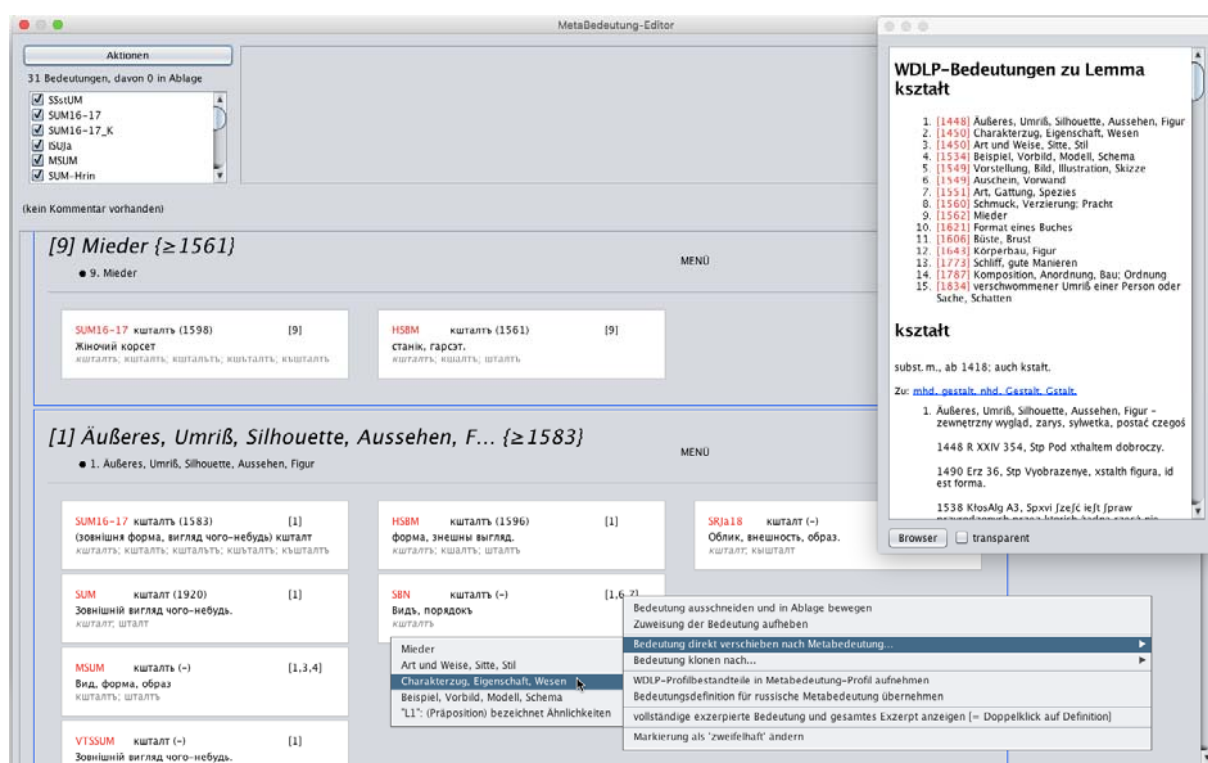 MetaBedeutung-Editor
Aktionen
31 Bedeutungen, davon 0 in Ablage
SSstUM
SUM16-17
SUM16-17_K
ISUJa
MSUM
SUM-Hrin
(kein Kommentar vorhanden)
[9] Mieder {≥1561}
● 9. Mieder
MENÜ
SUM16-17 кшталтъ (1598) [9]
Жіночий корсет
кшталтъ; кшталть; кштальтъ; кшьталтъ; къшталтъ
HSBM кшталтъ (1561) [9]
станік, гарсэт.
кшталтъ; кшалтъ; шталтъ
[1] Äußeres, Umriß, Silhouette, Aussehen, F... {≥1583}
● 1. Äußeres, Umriß, Silhouette, Aussehen, Figur
MENÜ
SUM16-17 кшталтъ (1583) [1]
(зовнішня форма, вигляд чого-небудь) кшталт
кшталтъ; кшталть; кштальтъ; кшьталтъ; къшталтъ
HSBM кшталтъ (1596) [1]
форма, знешны выгляд.
кшталтъ; кшалтъ; шталтъ
SRJa18 кшталт (-)
Облик, внешность, образ.
кшталт; кышталт
SUM кшталт (1920) [1]
Зовнішній вигляд чого-небудь.
кшталт; шталт
SBN кшталтъ (-) [1,6,7]
Видъ, порядокъ
кшталтъ
MSUM кшталтъ (-) [1,3,4]
Вид, форма, образ
кшталтъ; шталтъ
VTSSUM кшталт (-) [1]
Зовнішній вигляд чого-небудь.
Bedeutung ausschneiden und in Ablage bewegen
Zuweisung der Bedeutung aufheben
Bedeutung direkt verschieben nach Metabedeutung...
Bedeutung klonen nach...
WDLP-Profilbestandteile in Metabedeutung-Profil aufnehmen
Bedeutungsdefinition für russische Metabedeutung übernehmen
vollständige exzerpierte Bedeutung und gesamtes Exzerpt anzeigen [= Doppelklick auf Definition]
Markierung als 'zweifelhaft' ändern
Mieder
Art und Weise, Sitte, Stil
Charakterzug, Eigenschaft, Wesen
Beispiel, Vorbild, Modell, Schema
"L1": (Präposition) bezeichnet Ähnlichkeiten
WDLP-Bedeutungen zu Lemma
kształt
1. [1448] Äußeres, Umriß, Silhouette, Aussehen, Figur
2. [1450] Charakterzug, Eigenschaft, Wesen
3. [1450] Art und Weise, Sitte, Stil
4. [1534] Beispiel, Vorbild, Modell, Schema
5. [1549] Vorstellung, Bild, Illustration, Skizze
6. [1549] Auschein, Vorwand
7. [1551] Art, Gattung, Spezies
8. [1560] Schmuck, Verzierung; Pracht
9. [1562] Mieder
10. [1621] Format eines Buches
11. [1606] Büste, Brust
12. [1643] Körperbau, Figur
13. [1773] Schliff, gute Manieren
14. [1787] Komposition, Anordnung, Bau; Ordnung
15. [1834] verschwommener Umriß einer Person oder
Sache, Schatten
kształt
subst. m., ab 1418; auch kstałt.
Zu: mhd. gestalt, nhd. Gestalt, Gstalt.
1. Äußeres, Umriß, Silhouette, Aussehen, Figur –
zewnętrzny wygląd, zarys, sylwetka, postać czegoś
1448 R XXIV 354, Stp Pod xthaltem dobroczy.
1490 Erz 36, Stp Vyobrazenye, xstalth figura, id
est forma.
1538 KłosAlg A3, Spxvi ſzeſć ieſt ſpraw
Browser
transparent